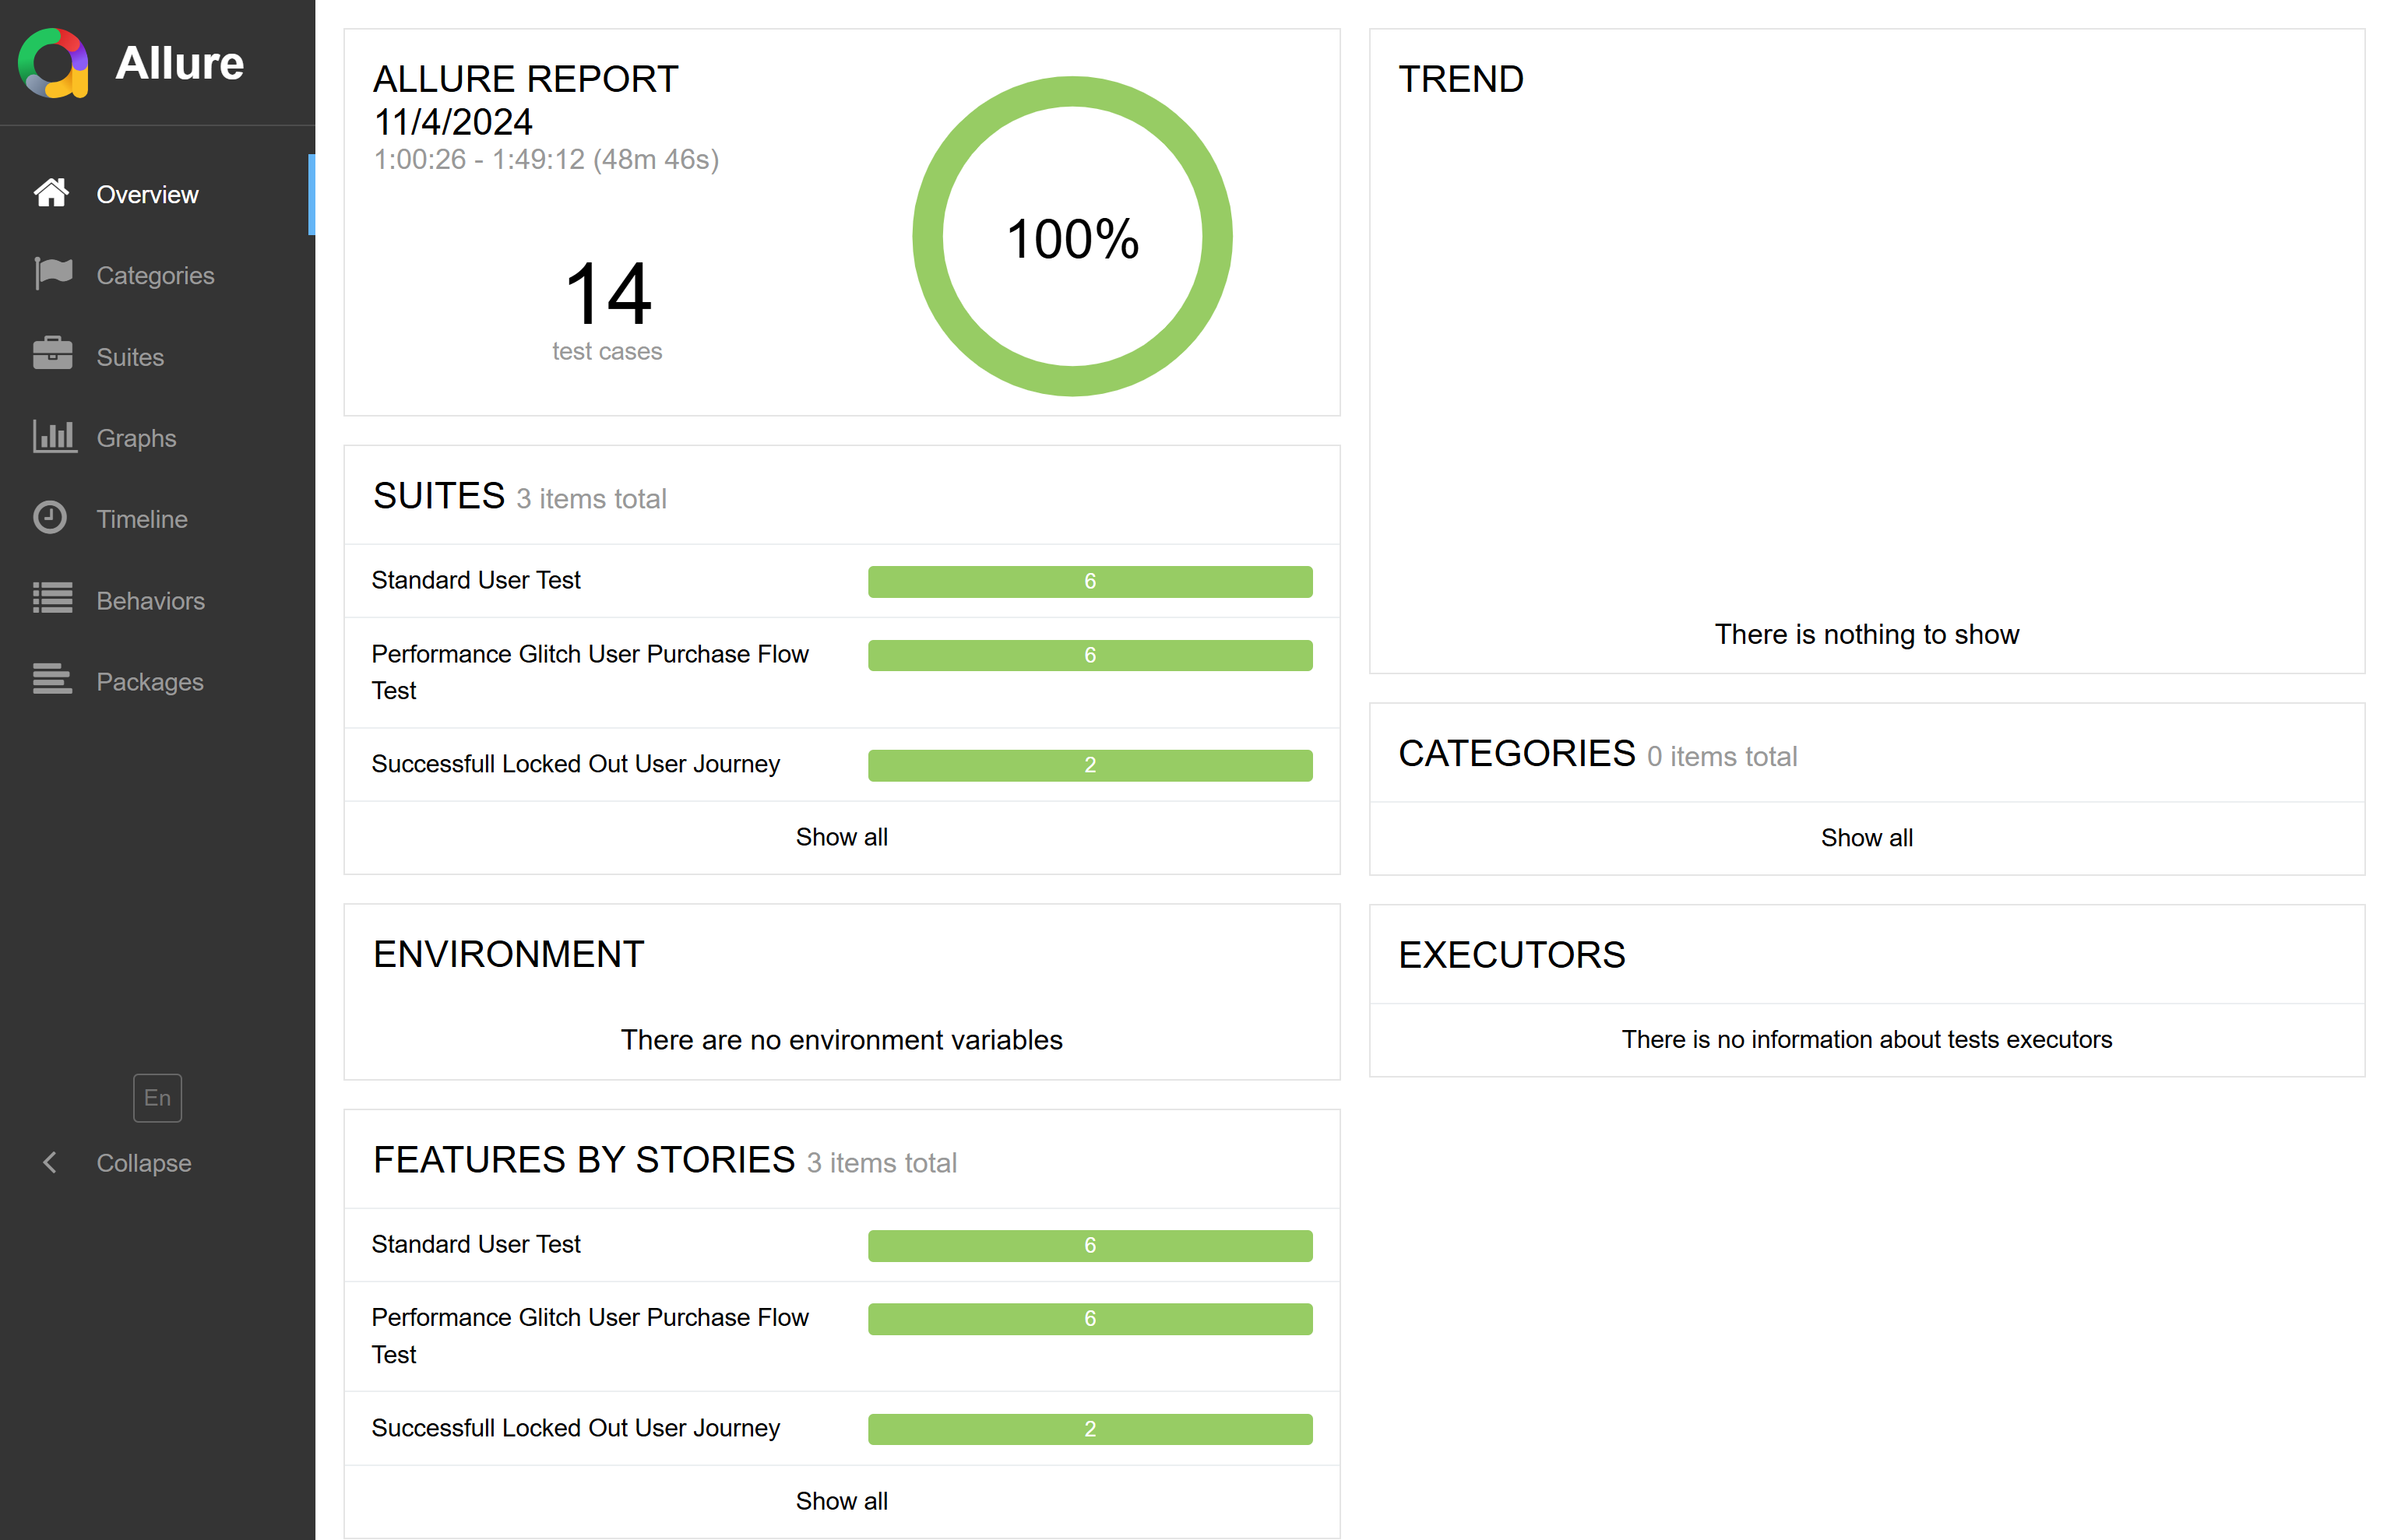 Allure
Overview
Categories
Suites
Graphs
Timeline
Behaviors
Packages
En
Collapse
ALLURE REPORT
11/4/2024
1:00:26 - 1:49:12 (48m 46s)
14
test cases
100%
SUITES 3 items total
Standard User Test 6
Performance Glitch User Purchase Flow 6
Test
Successfull Locked Out User Journey 2
Show all
ENVIRONMENT
There are no environment variables
FEATURES BY STORIES 3 items total
Standard User Test 6
Performance Glitch User Purchase Flow 6
Test
Successfull Locked Out User Journey 2
Show all
TREND
There is nothing to show
CATEGORIES 0 items total
Show all
EXECUTORS
There is no information about tests executors